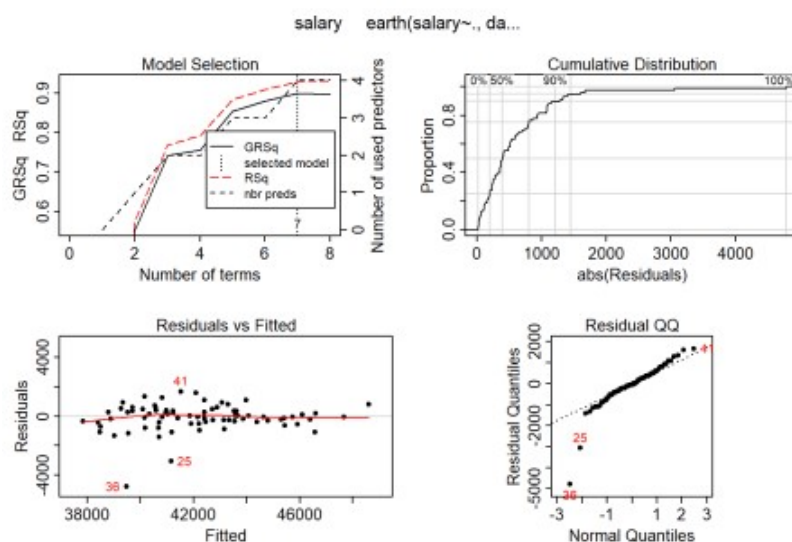 salary earth(salary~., da...
Model Selection
GRSq RSq
0.6 0.7 0.8 0.9
0 1 2 3 4
Number of used predictors
GRSq
selected model
RSq
nbr preds
7
0 2 4 6 8
Number of terms
Cumulative Distribution
0% 50% 90% 100%
Proportion
0.0 0.4 0.8
0 1000 2000 3000 4000
abs(Residuals)
Residuals vs Fitted
Residuals
-4000 0 2000 4000
41
25
36
38000 42000 46000
Fitted
Residual QQ
Residual Quantiles
-5000 -2000 0 2000
41
25
36
-3 -1 0 1 2 3
Normal Quantiles